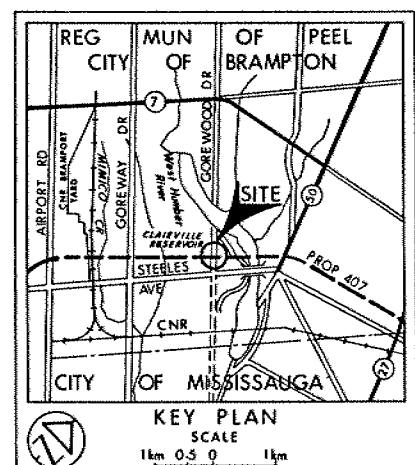 REG MUN OF PEEL
CITY OF BRAMPTON
7
AIRPORT RD
CNR BRAMPORT
YARD
MIMICO CR
GOREWAY DR
West Humber
River
GOREWOOD DR
SITE
CLAIRVILLE
RESERVOIR
50
PROP 407
STEELES
AVE
CNR
27
CITY OF MISSISSAUGA
N
KEY PLAN
SCALE
1km 0·5 0 1km